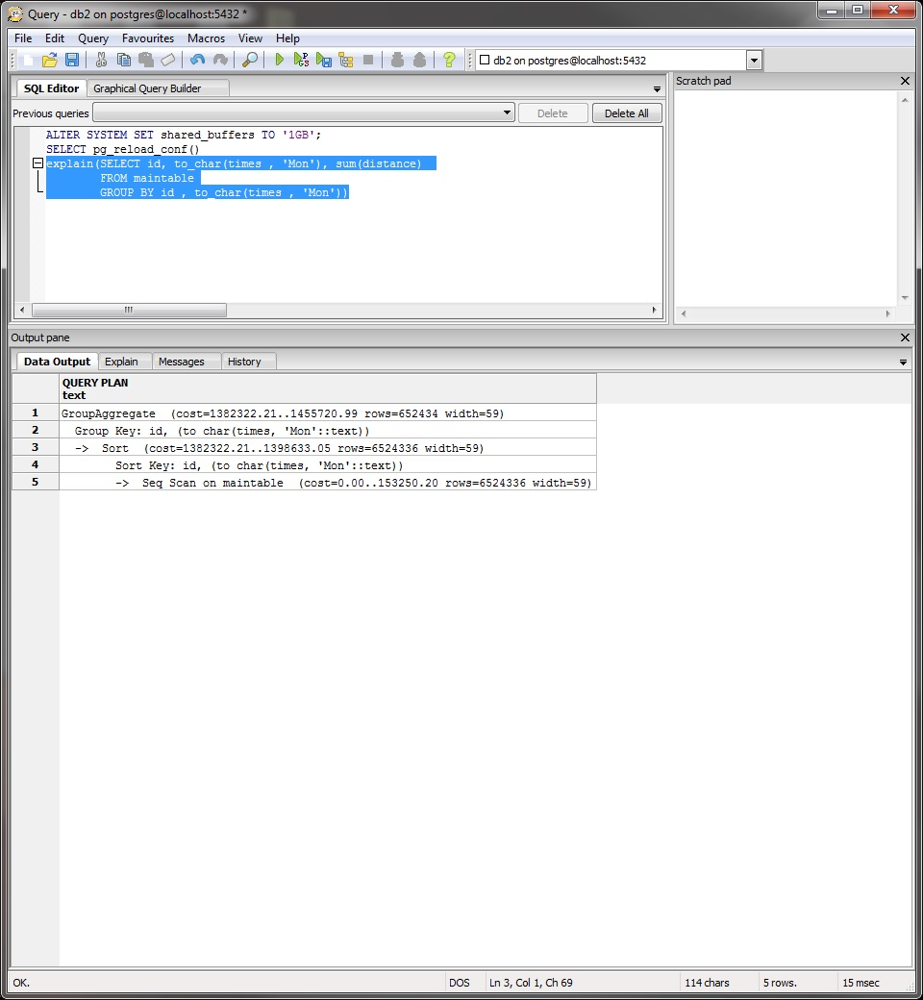 Query - db2 on postgres@localhost:5432 *
File Edit Query Favourites Macros View Help
db2 on postgres@localhost:5432
SQL Editor Graphical Query Builder
Scratch pad
Previous queries Delete Delete All
ALTER SYSTEM SET shared_buffers TO '1GB';
SELECT pg_reload_conf()
explain(SELECT id, to_char(times , 'Mon'), sum(distance)
FROM maintable
GROUP BY id , to_char(times , 'Mon'))
Output pane
Data Output Explain Messages History
QUERY PLAN
text
1 GroupAggregate (cost=1382322.21..1455720.99 rows=652434 width=59)
2 Group Key: id, (to char(times, 'Mon'::text))
3 -> Sort (cost=1382322.21..1398633.05 rows=6524336 width=59)
4 Sort Key: id, (to char(times, 'Mon'::text))
5 -> Seq Scan on maintable (cost=0.00..153250.20 rows=6524336 width=59)
OK. DOS Ln 3, Col 1, Ch 69 114 chars 5 rows. 15 msec